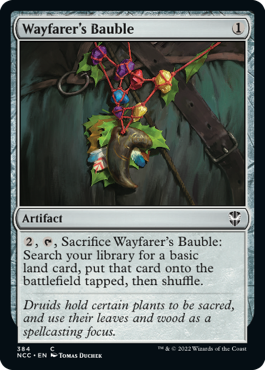 Wayfarer's Bauble 1
Artifact
2, T, Sacrifice Wayfarer's Bauble:
Search your library for a basic
land card, put that card onto the
battlefield tapped, then shuffle.
Druids hold certain plants to be sacred,
and use their leaves and wood as a
spellcasting focus.
384 C
NCC • EN Tomas Duchek
™ & © 2022 Wizards of the Coast